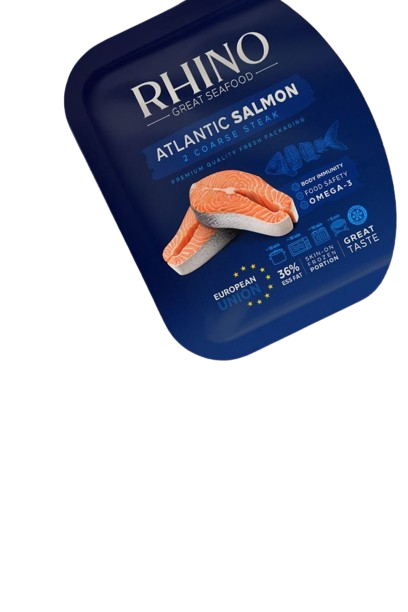 RHINO
GREAT SEAFOOD
ATLANTIC SALMON
2 COARSE STEAK
PREMIUM QUALITY FRESH PACKAGING
BODY IMMUNITY
FOOD SAFETY
OMEGA-3
EUROPEAN
UNION
36%
ESS FAT
SKIN-ON
FROZEN
PORTION
GREAT
TASTE